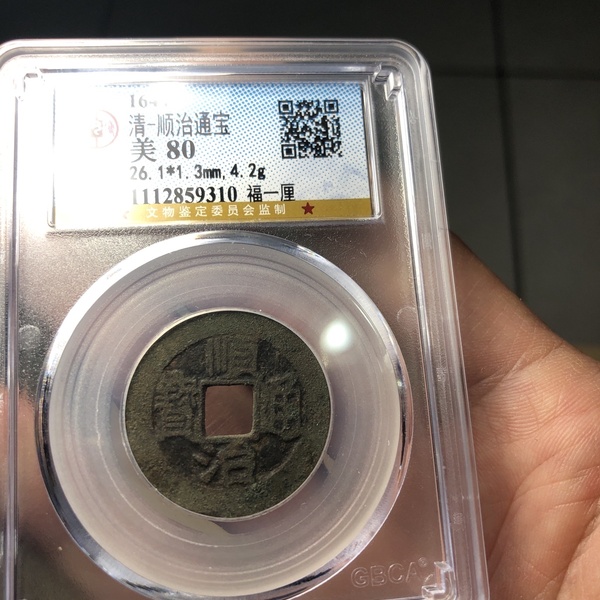 清-顺治通宝
美 80
26.1*1.3mm,4.2g
1112859310 福一厘
文物鉴定委员会监制
順
寶 通
治
GBCA